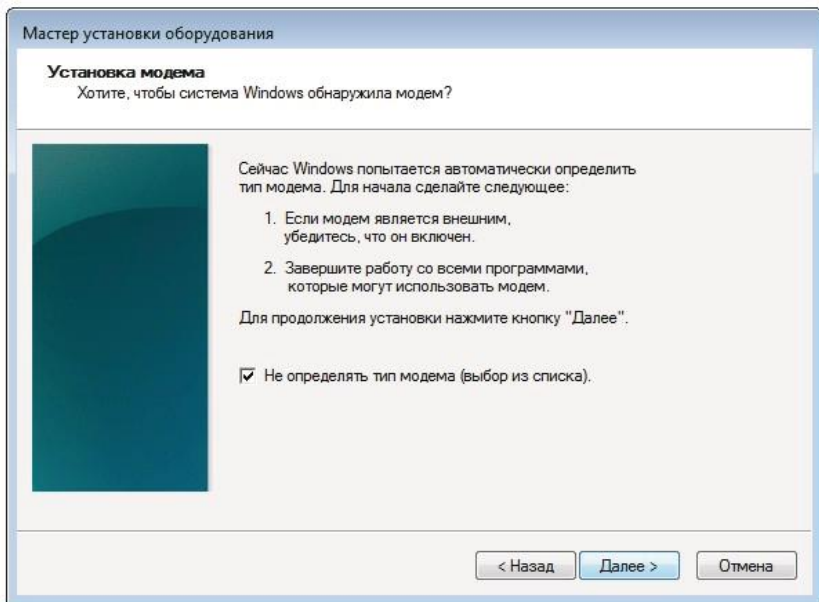 Мастер установки оборудования
Установка модема
Хотите, чтобы система Windows обнаружила модем?
Сейчас Windows попытается автоматически определить
тип модема. Для начала сделайте следующее:
1. Если модем является внешним,
убедитесь, что он включен.
2. Завершите работу со всеми программами,
которые могут использовать модем.
Для продолжения установки нажмите кнопку "Далее".
Не определять тип модема (выбор из списка).
< Назад Далее > Отмена